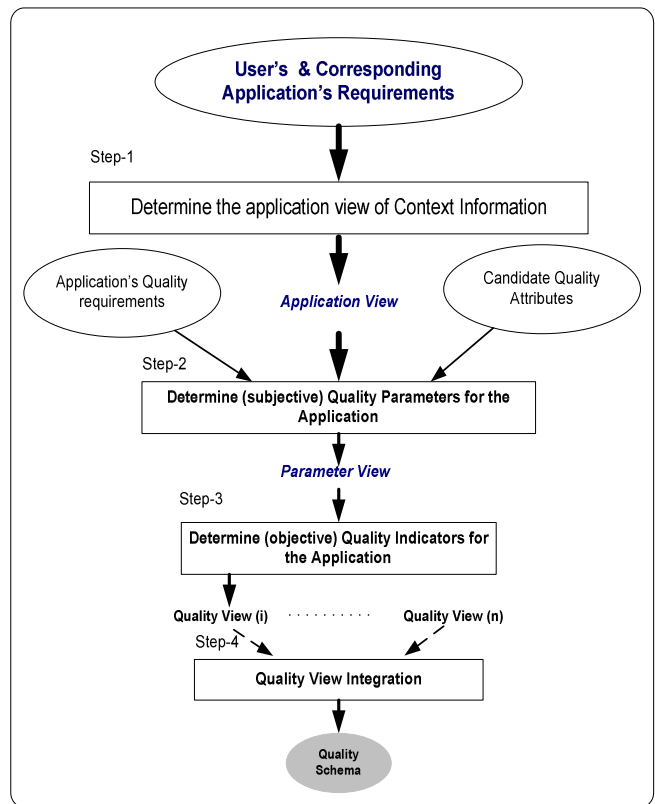 User's & Corresponding
Application's Requirements
Step-1
Determine the application view of Context Information
Application's Quality
requirements
Candidate Quality
Attributes
Application View
Step-2
Determine (subjective) Quality Parameters for the
Application
Parameter View
Step-3
Determine (objective) Quality Indicators for
the Application
Quality View (i) . . . . . . . . . . Quality View (n)
Step-4
Quality View Integration
Quality
Schema